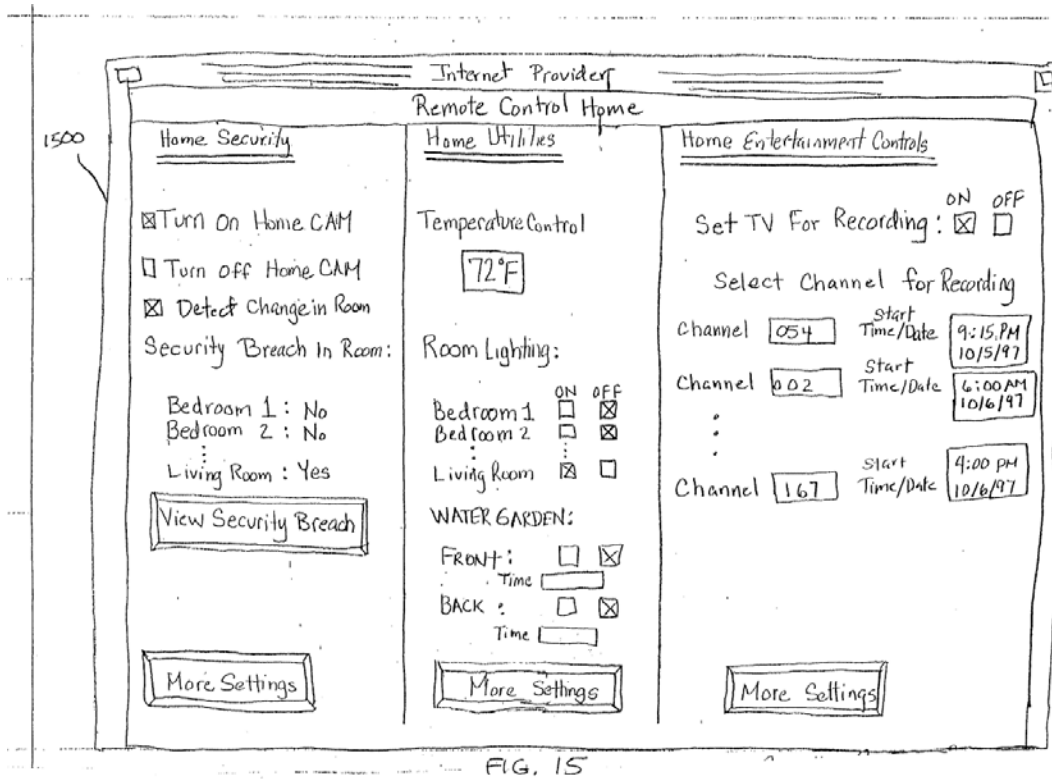 Internet Provider
Remote Control Home
1500
Home Security
☒ Turn On Home CAM
☐ Turn Off Home CAM
☒ Detect Change in Room
Security Breach In Room:
Bedroom 1 : No
Bedroom 2 : No
Living Room : Yes
View Security Breach
More Settings
Home Utilities
Temperature Control
72°F
Room Lighting:
ON OFF
Bedroom 1 ☐ ☒
Bedroom 2 ☐ ☒
Living Room ☒ ☐
WATER GARDEN:
FRONT: ☐ ☒
Time
BACK : ☐ ☒
Time
More Settings
Home Entertainment Controls
ON OFF
Set TV For Recording: ☒ ☐
Select Channel for Recording
Channel 054 Start Time/Date 9:15 PM 10/5/97
Channel 002 Start Time/Date 6:00 AM 10/6/97
Channel 167 Start Time/Date 4:00 PM 10/6/97
More Settings
FIG. 15